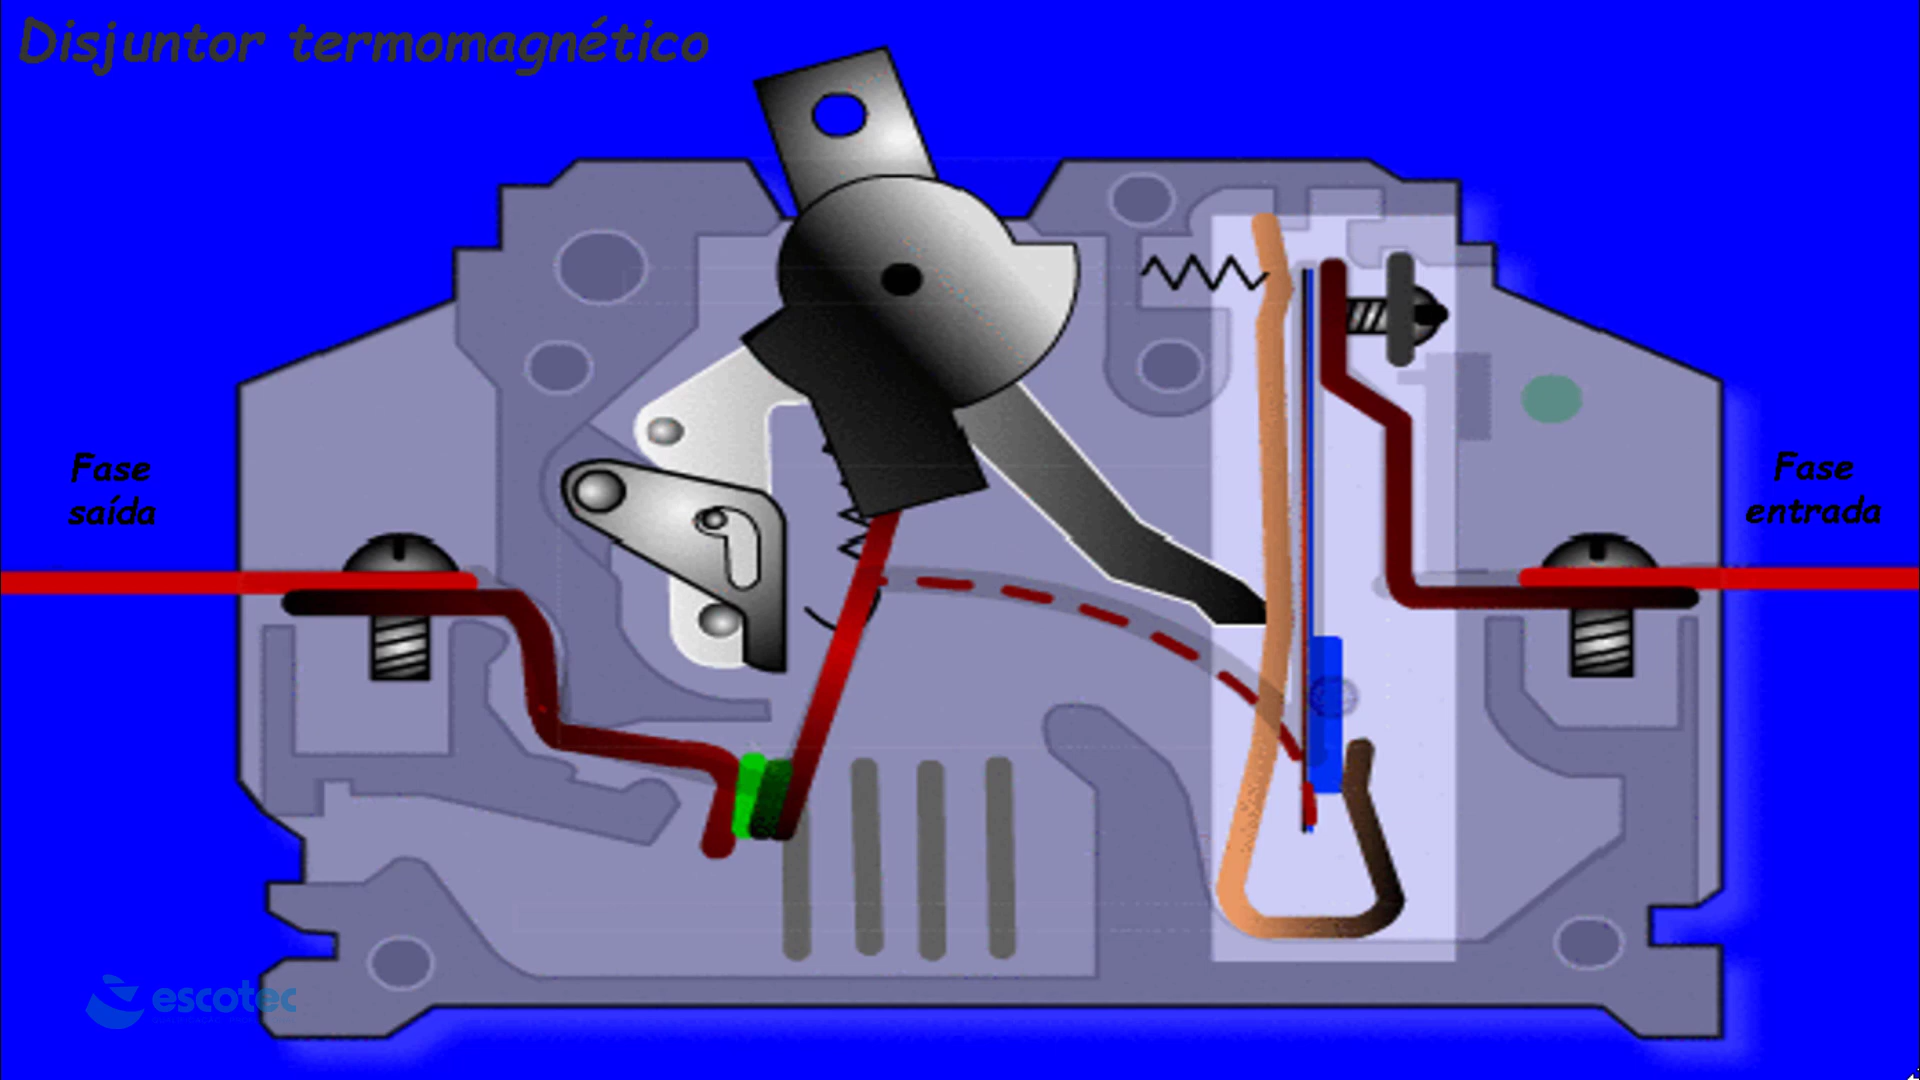 Disjuntor termomagnético
Fase
saída
Fase
entrada
escotec